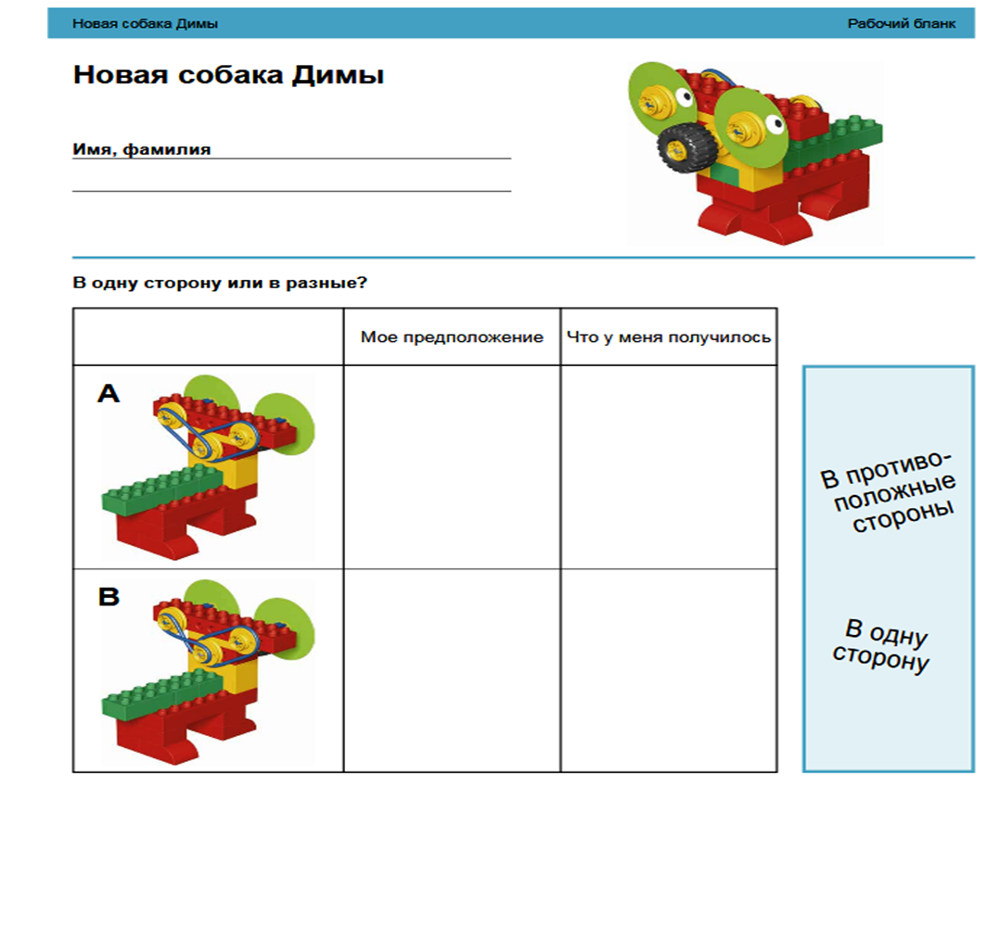 Новая собака Димы
Рабочий бланк
Новая собака Димы
Имя, фамилия
В одну сторону или в разные?
Мое предположение
Что у меня получилось
A
B
В противо-
положные
стороны
В одну
сторону